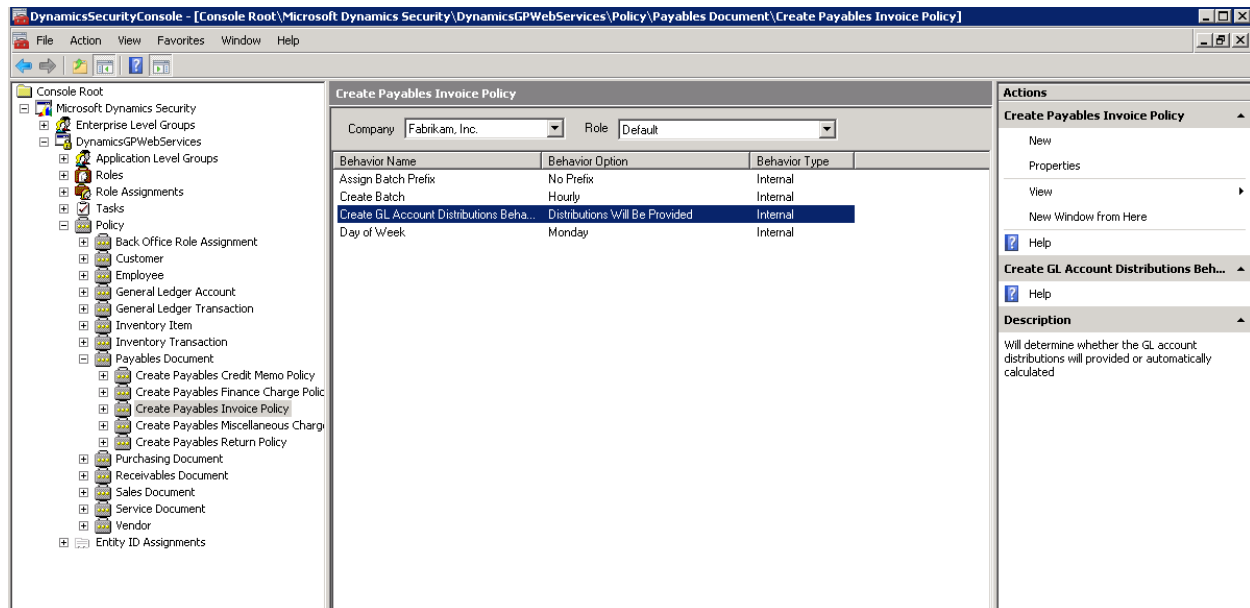 DynamicsSecurityConsole - [Console Root\Microsoft Dynamics Security\DynamicsGPWebServices\Policy\Payables Document\Create Payables Invoice Policy]
File Action View Favorites Window Help
Console Root
Microsoft Dynamics Security
Enterprise Level Groups
DynamicsGPWebServices
Application Level Groups
Roles
Role Assignments
Tasks
Policy
Back Office Role Assignment
Customer
Employee
General Ledger Account
General Ledger Transaction
Inventory Item
Inventory Transaction
Payables Document
Create Payables Credit Memo Policy
Create Payables Finance Charge Polic
Create Payables Invoice Policy
Create Payables Miscellaneous Charg
Create Payables Return Policy
Purchasing Document
Receivables Document
Sales Document
Service Document
Vendor
Entity ID Assignments
Create Payables Invoice Policy
Company Fabrikam, Inc. Role Default
Behavior Name Behavior Option Behavior Type
Assign Batch Prefix No Prefix Internal
Create Batch Hourly Internal
Create GL Account Distributions Beha... Distributions Will Be Provided Internal
Day of Week Monday Internal
Actions
Create Payables Invoice Policy
New
Properties
View
New Window from Here
Help
Create GL Account Distributions Beh...
Help
Description
Will determine whether the GL account
distributions will provided or automatically
calculated